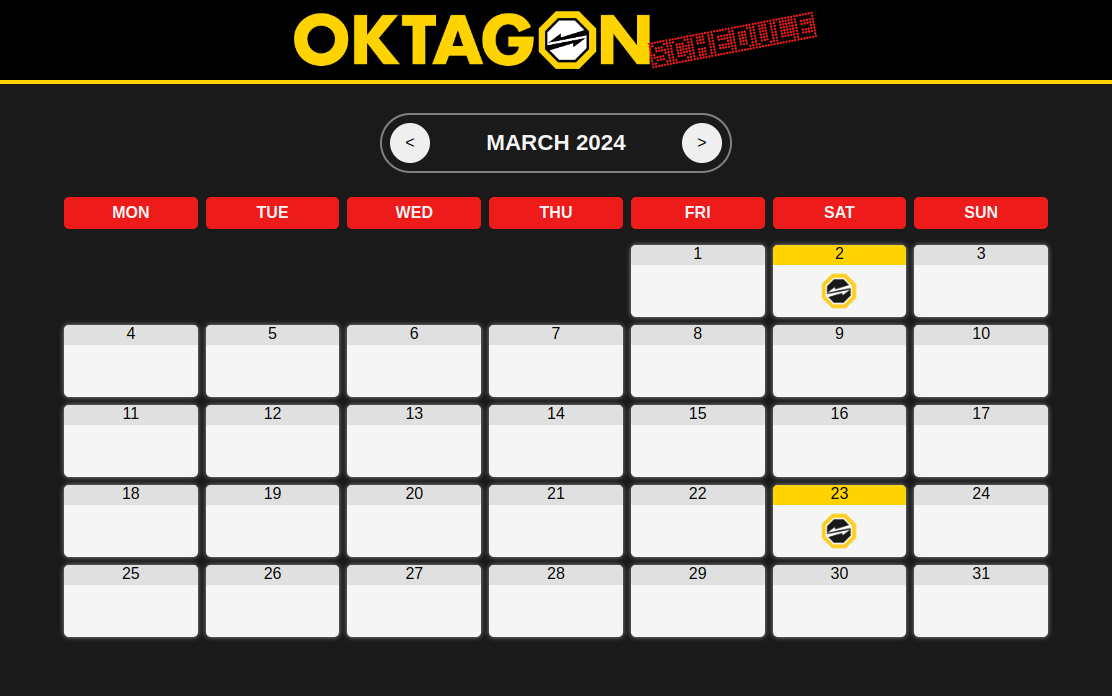 OKTAGON SCHEDULE
< MARCH 2024 >
MON TUE WED THU FRI SAT SUN
1 2 3
4 5 6 7 8 9 10
11 12 13 14 15 16 17
18 19 20 21 22 23 24
25 26 27 28 29 30 31